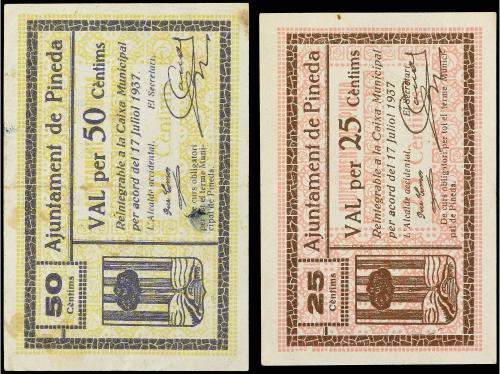 50
Cèntims
Ajuntament de Pineda
VAL per 50 Cèntims
Reintegrable a la Caixa Municipal
per acord del 17 Juliol 1937.
L'Alcalde accidental,
El Secretari,
De curs obligatori
per tot el terme Muni-
cipal de Pineda.
25
Cèntims
Ajuntament de Pineda
VAL per 25 Cèntims
Reintegrable a la Caixa Municipal
per acord del 17 Juliol 1937.
L'Alcalde accidental,
El Secretari
De curs obligatori per tot el terme Munici-
pal de Pineda.